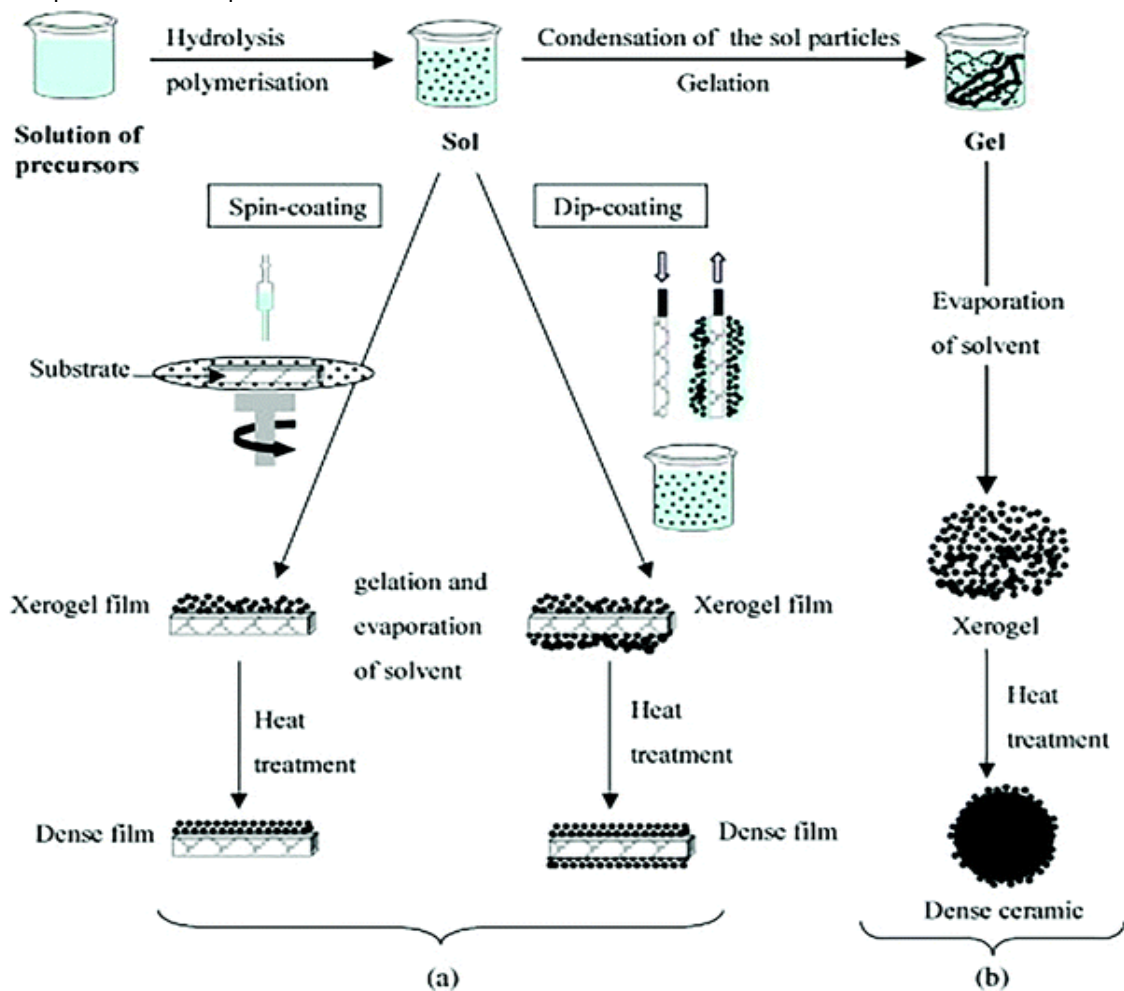 Hydrolysis
polymerisation
Condensation of the sol particles
Gelation
Solution of
precursors
Sol
Gel
Spin-coating
Dip-coating
Substrate
Evaporation
of solvent
Xerogel film
gelation and
evaporation
of solvent
Xerogel film
Xerogel
Heat
treatment
Heat
treatment
Heat
treatment
Dense film
Dense film
Dense ceramic
(a)
(b)